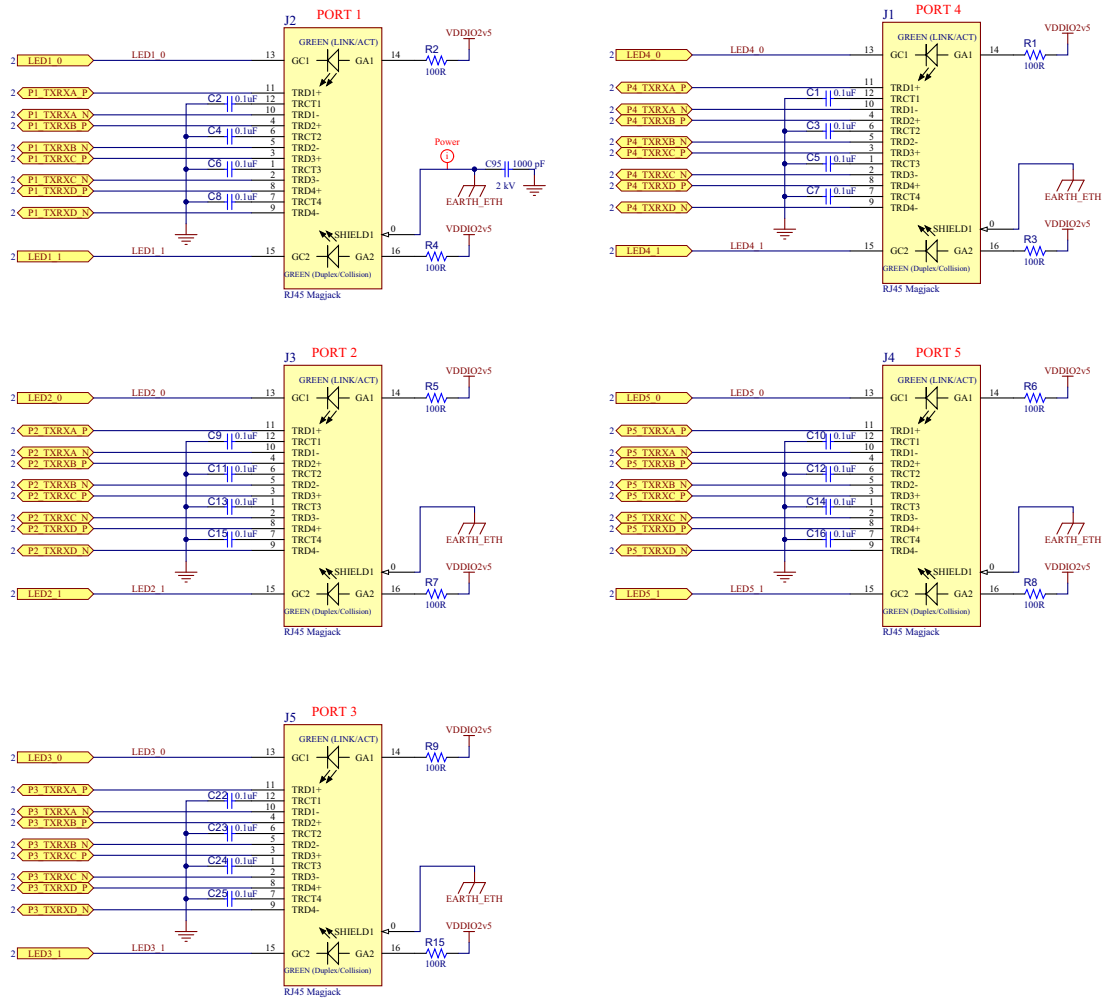 J2 PORT 1
GREEN (LINK/ACT)
VDDIO2v5
2 LED1_0 LED1_0 13 GC1 GA1 14 R2
100R
2 P1_TXRXA_P 11 TRD1+
C2 0.1uF 12 TRCT1
2 P1_TXRXA_N 10 TRD1-
2 P1_TXRXB_P 4 TRD2+
C4 0.1uF 6 TRCT2
2 P1_TXRXB_N 5 TRD2-
2 P1_TXRXC_P 3 TRD3+
C6 0.1uF 1 TRCT3
2 P1_TXRXC_N 2 TRD3-
2 P1_TXRXD_P 8 TRD4+
C8 0.1uF 7 TRCT4
2 P1_TXRXD_N 9 TRD4-
Power
i
C95 1000 pF
2 kV
EARTH_ETH
SHIELD1 0
VDDIO2v5
2 LED1_1 LED1_1 15 GC2 GA2 16 R4
100R
GREEN (Duplex/Collision)
RJ45 Magjack
J1 PORT 4
GREEN (LINK/ACT)
VDDIO2v5
2 LED4_0 LED4_0 13 GC1 GA1 14 R1
100R
2 P4_TXRXA_P 11 TRD1+
C1 0.1uF 12 TRCT1
2 P4_TXRXA_N 10 TRD1-
2 P4_TXRXB_P 4 TRD2+
C3 0.1uF 6 TRCT2
2 P4_TXRXB_N 5 TRD2-
2 P4_TXRXC_P 3 TRD3+
C5 0.1uF 1 TRCT3
2 P4_TXRXC_N 2 TRD3-
2 P4_TXRXD_P 8 TRD4+
C7 0.1uF 7 TRCT4
2 P4_TXRXD_N 9 TRD4-
EARTH_ETH
SHIELD1 0
VDDIO2v5
2 LED4_1 LED4_1 15 GC2 GA2 16 R3
100R
GREEN (Duplex/Collision)
RJ45 Magjack
J3 PORT 2
GREEN (LINK/ACT)
VDDIO2v5
2 LED2_0 LED2_0 13 GC1 GA1 14 R5
100R
2 P2_TXRXA_P 11 TRD1+
C9 0.1uF 12 TRCT1
2 P2_TXRXA_N 10 TRD1-
2 P2_TXRXB_P 4 TRD2+
C11 0.1uF 6 TRCT2
2 P2_TXRXB_N 5 TRD2-
2 P2_TXRXC_P 3 TRD3+
C13 0.1uF 1 TRCT3
2 P2_TXRXC_N 2 TRD3-
2 P2_TXRXD_P 8 TRD4+
C15 0.1uF 7 TRCT4
2 P2_TXRXD_N 9 TRD4-
EARTH_ETH
SHIELD1 0
VDDIO2v5
2 LED2_1 LED2_1 15 GC2 GA2 16 R7
100R
GREEN (Duplex/Collision)
RJ45 Magjack
J4 PORT 5
GREEN (LINK/ACT)
VDDIO2v5
2 LED5_0 LED5_0 13 GC1 GA1 14 R6
100R
2 P5_TXRXA_P 11 TRD1+
C10 0.1uF 12 TRCT1
2 P5_TXRXA_N 10 TRD1-
2 P5_TXRXB_P 4 TRD2+
C12 0.1uF 6 TRCT2
2 P5_TXRXB_N 5 TRD2-
2 P5_TXRXC_P 3 TRD3+
C14 0.1uF 1 TRCT3
2 P5_TXRXC_N 2 TRD3-
2 P5_TXRXD_P 8 TRD4+
C16 0.1uF 7 TRCT4
2 P5_TXRXD_N 9 TRD4-
EARTH_ETH
SHIELD1 0
VDDIO2v5
2 LED5_1 LED5_1 15 GC2 GA2 16 R8
100R
GREEN (Duplex/Collision)
RJ45 Magjack
J5 PORT 3
GREEN (LINK/ACT)
VDDIO2v5
2 LED3_0 LED3_0 13 GC1 GA1 14 R9
100R
2 P3_TXRXA_P 11 TRD1+
C22 0.1uF 12 TRCT1
2 P3_TXRXA_N 10 TRD1-
2 P3_TXRXB_P 4 TRD2+
C23 0.1uF 6 TRCT2
2 P3_TXRXB_N 5 TRD2-
2 P3_TXRXC_P 3 TRD3+
C24 0.1uF 1 TRCT3
2 P3_TXRXC_N 2 TRD3-
2 P3_TXRXD_P 8 TRD4+
C25 0.1uF 7 TRCT4
2 P3_TXRXD_N 9 TRD4-
EARTH_ETH
SHIELD1 0
VDDIO2v5
2 LED3_1 LED3_1 15 GC2 GA2 16 R15
100R
GREEN (Duplex/Collision)
RJ45 Magjack